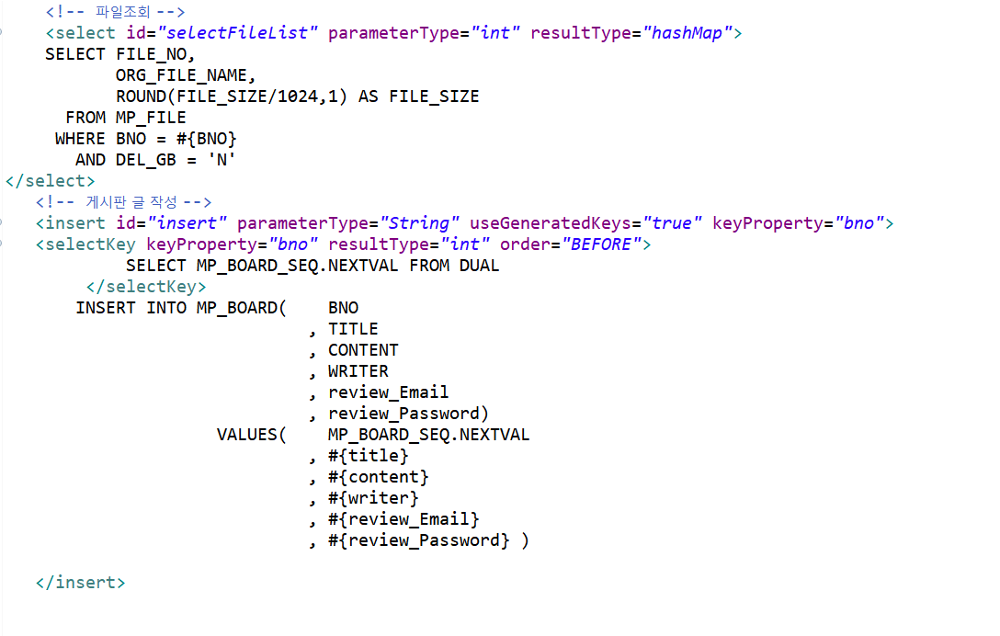 <!-- 파일조회 -->
<select id="selectFileList" parameterType="int" resultType="hashMap">
SELECT FILE_NO,
ORG_FILE_NAME,
ROUND(FILE_SIZE/1024,1) AS FILE_SIZE
FROM MP_FILE
WHERE BNO = #{BNO}
AND DEL_GB = 'N'
</select>
<!-- 게시판 글 작성 -->
<insert id="insert" parameterType="String" useGeneratedKeys="true" keyProperty="bno">
<selectKey keyProperty="bno" resultType="int" order="BEFORE">
SELECT MP_BOARD_SEQ.NEXTVAL FROM DUAL
</selectKey>
INSERT INTO MP_BOARD( BNO
, TITLE
, CONTENT
, WRITER
, review_Email
, review_Password)
VALUES( MP_BOARD_SEQ.NEXTVAL
, #{title}
, #{content}
, #{writer}
, #{review_Email}
, #{review_Password} )
</insert>